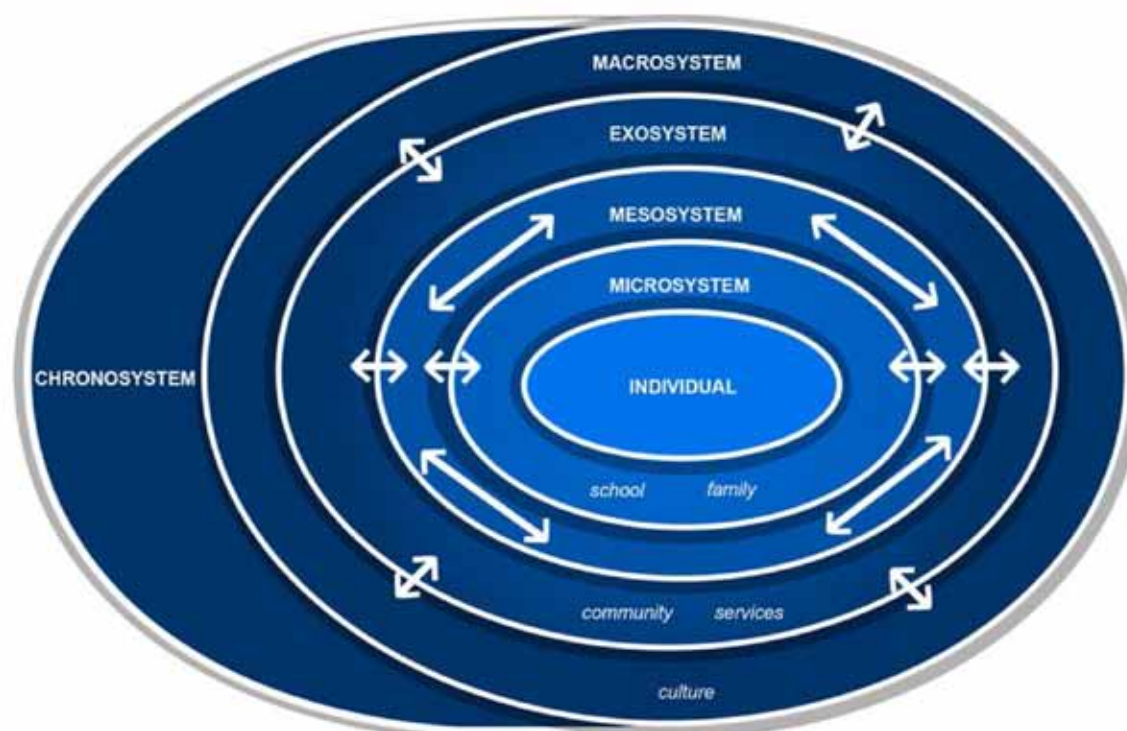 MACROSYSTEM
EXOSYSTEM
MESOSYSTEM
MICROSYSTEM
CHRONOSYSTEM
INDIVIDUAL
school family
community services
culture